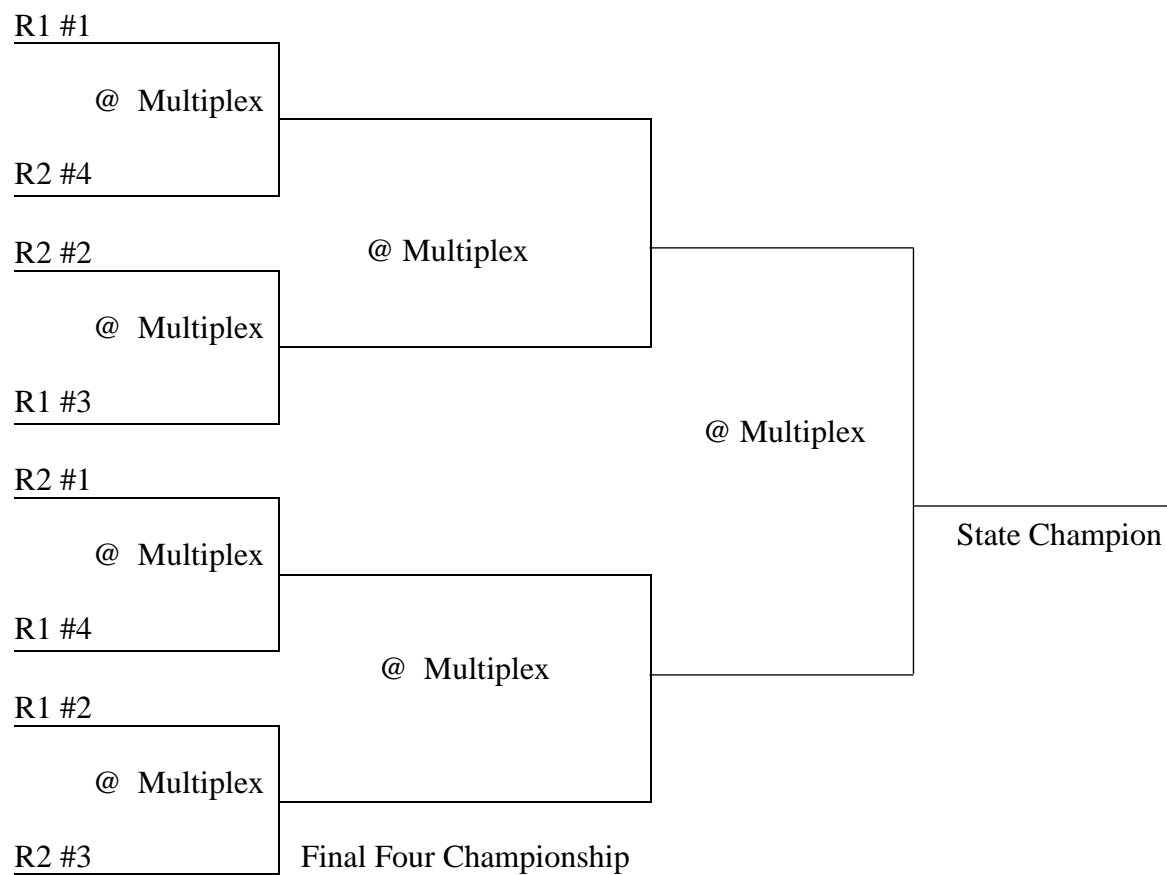 R1 #1
@ Multiplex
R2 #4
R2 #2
@ Multiplex
@ Multiplex
R1 #3
@ Multiplex
R2 #1
State Champion
@ Multiplex
R1 #4
@ Multiplex
R1 #2
@ Multiplex
R2 #3
Final Four Championship